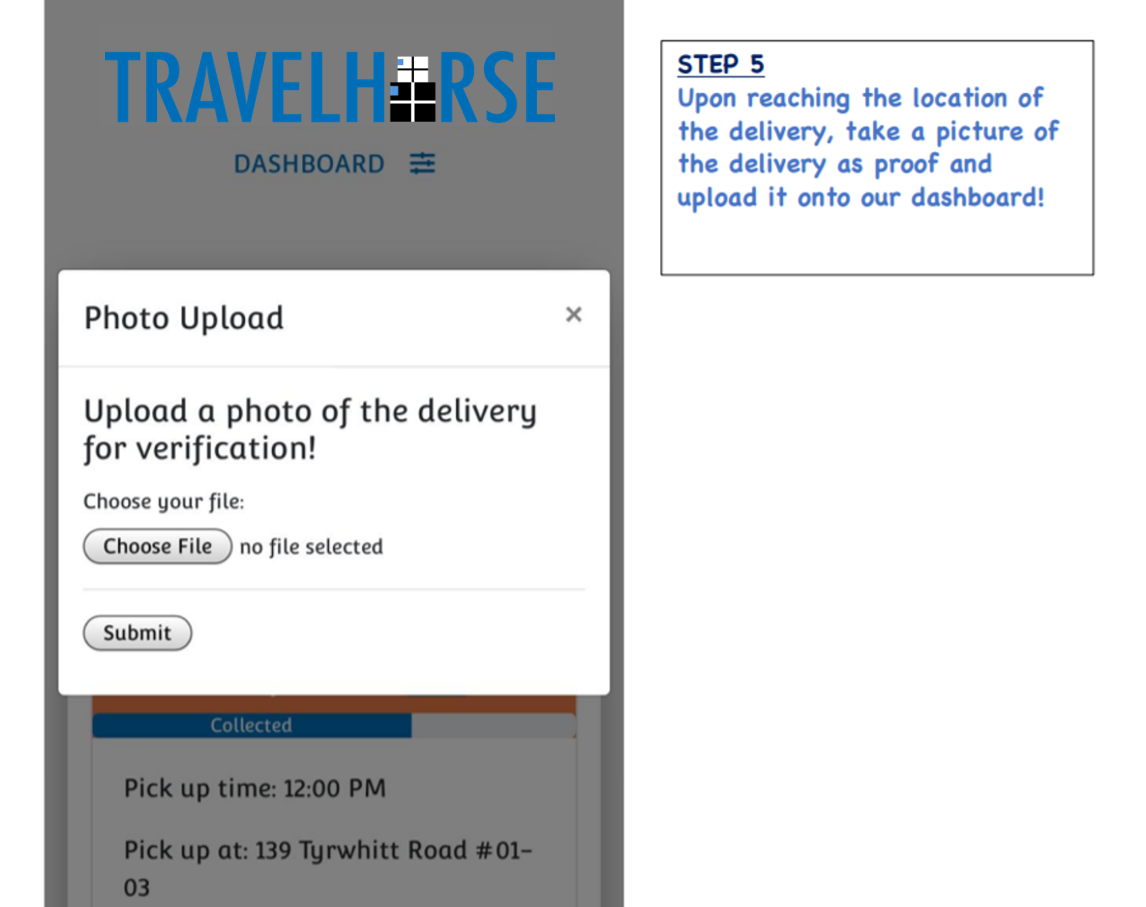 TRAVELHORSE
DASHBOARD
Photo Upload ×
Upload a photo of the delivery
for verification!
Choose your file:
Choose File no file selected
Submit
Collected
Pick up time: 12:00 PM
Pick up at: 139 Tyrwhitt Road #01-
03
STEP 5
Upon reaching the location of
the delivery, take a picture of
the delivery as proof and
upload it onto our dashboard!